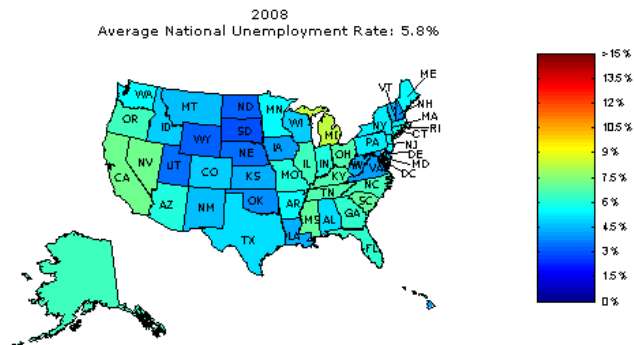 2008
Average National Unemployment Rate: 5.8%
>15%
13.5%
12%
10.5%
9%
7.5%
6%
4.5%
3%
1.5%
0%
WA
MT
ND
MN
VT
ME
NH
MA
RI
CT
NJ
DE
MD
DC
OR
ID
SD
WI
MI
NY
WY
IA
PA
NE
NV
UT
CO
IL
IN
OH
WV
VA
CA
KS
MO
KY
AZ
NM
OK
AR
TN
NC
SC
TX
LA
MS
AL
GA
FL